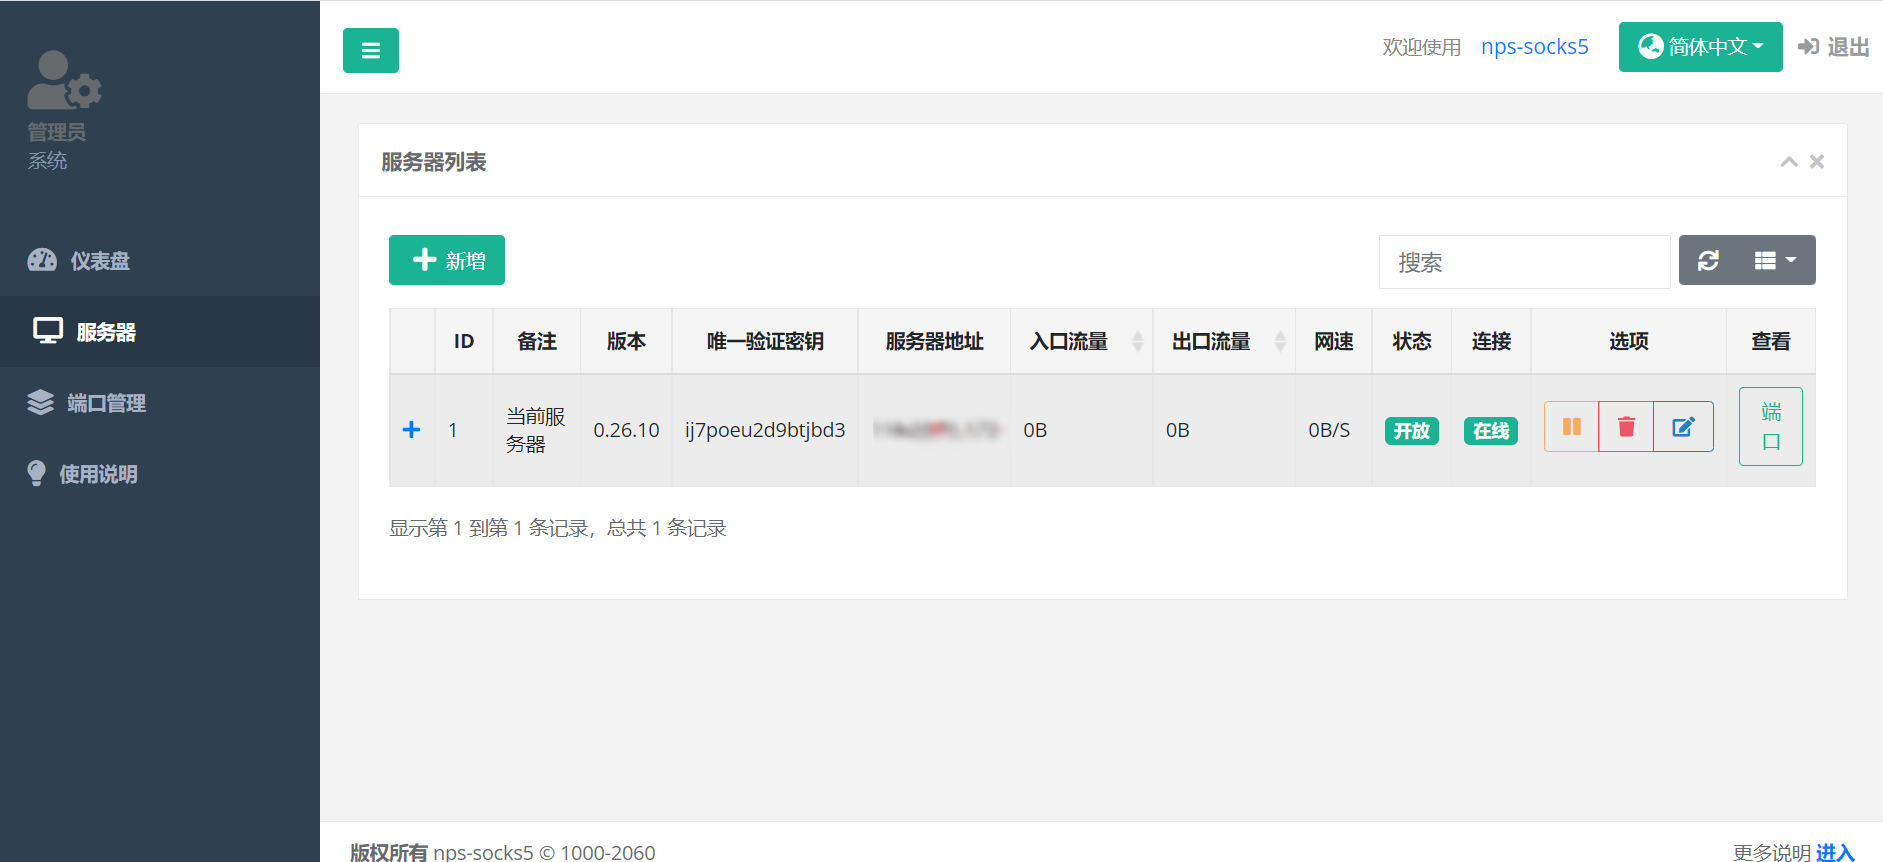 管理员
系统
仪表盘
服务器
端口管理
使用说明
欢迎使用 nps-socks5 简体中文 退出
服务器列表
新增
搜索
ID 备注 版本 唯一验证密钥 服务器地址 入口流量 出口流量 网速 状态 连接 选项 查看
1 当前服 0.26.10 ij7poeu2d9btjbd3 0B 0B 0B/S 开放 在线 端
务器 口
显示第 1 到第 1 条记录，总共 1 条记录
版权所有 nps-socks5 © 1000-2060 更多说明 进入